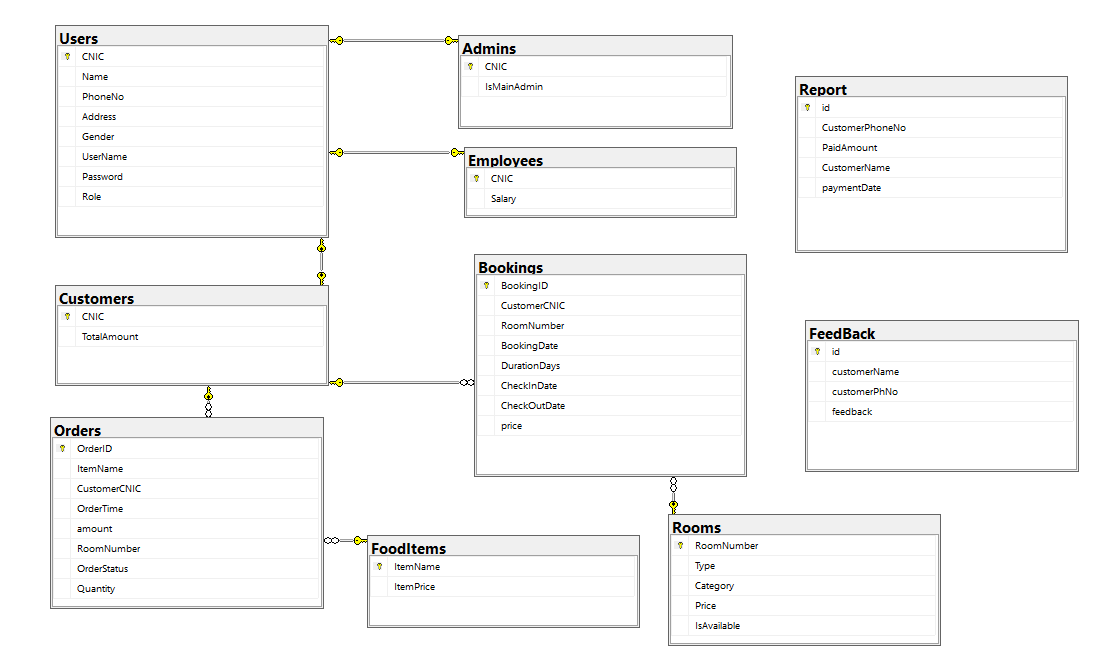 Users
CNIC
Name
PhoneNo
Address
Gender
UserName
Password
Role
Admins
CNIC
IsMainAdmin
Employees
CNIC
Salary
Report
id
CustomerPhoneNo
PaidAmount
CustomerName
paymentDate
Customers
CNIC
TotalAmount
Bookings
BookingID
CustomerCNIC
RoomNumber
BookingDate
DurationDays
CheckInDate
CheckOutDate
price
FeedBack
id
customerName
customerPhNo
feedback
Orders
OrderID
ItemName
CustomerCNIC
OrderTime
amount
RoomNumber
OrderStatus
Quantity
FoodItems
ItemName
ItemPrice
Rooms
RoomNumber
Type
Category
Price
IsAvailable